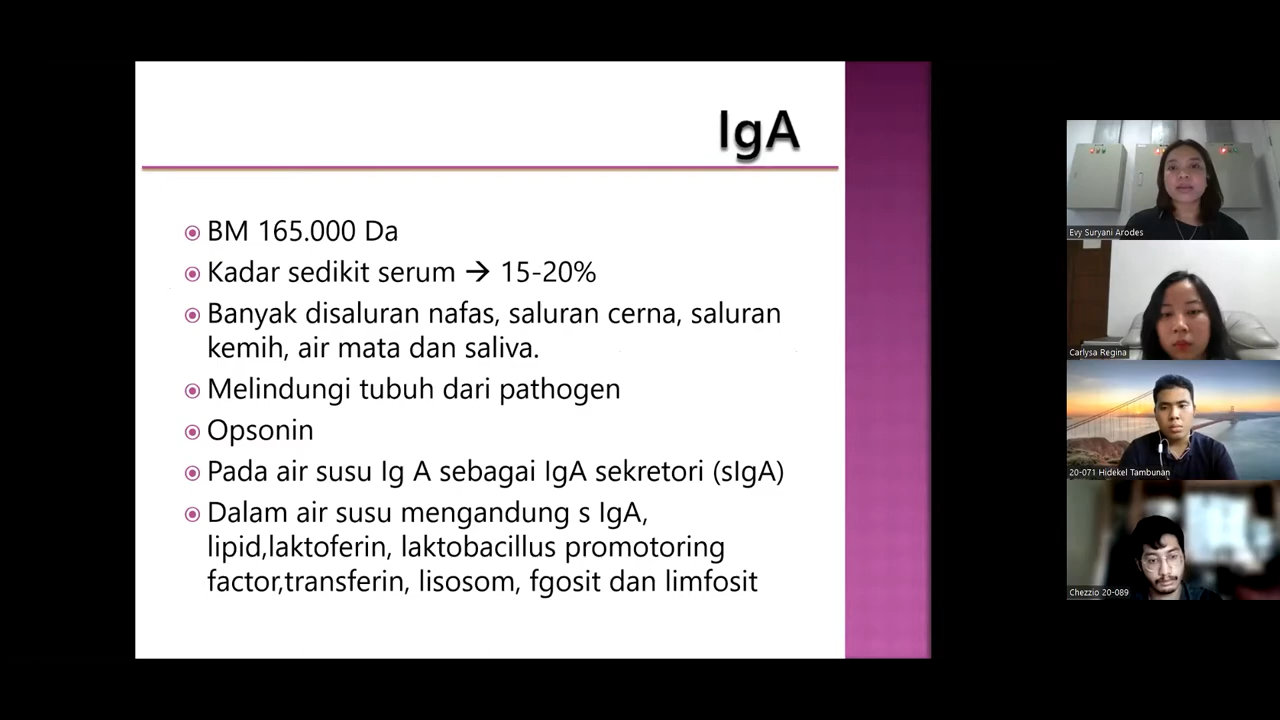 IgA
BM 165.000 Da
Kadar sedikit serum → 15-20%
Banyak disaluran nafas, saluran cerna, saluran
kemih, air mata dan saliva.
Melindungi tubuh dari pathogen
Opsonin
Pada air susu Ig A sebagai IgA sekretori (sIgA)
Dalam air susu mengandung s IgA,
lipid,laktoferin, laktobacillus promotoring
factor,transferin, lisosom, fgosit dan limfosit
Evy Suryani Arodes
Carlysa Regina
20-071 Hidekel Tambunan
Chezzio 20-089